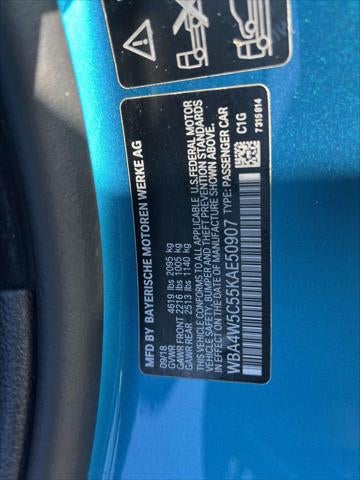 MFD BY BAYERISCHE MOTOREN WERKE AG
09/18
GVWR 4619 lbs 2095 kg
GAWR FRONT 2216 lbs 1005 kg
GAWR REAR 2513 lbs 1140 kg
THIS VEHICLE CONFORMS TO ALL APPLICABLE U.S. FEDERAL MOTOR
VEHICLE SAFETY, BUMPER, AND THEFT PREVENTION STANDARDS
IN EFFECT ON THE DATE OF MANUFACTURE SHOWN ABOVE.
WBA4W5C55KAE50907 TYPE: PASSENGER CAR
C1G
7315614